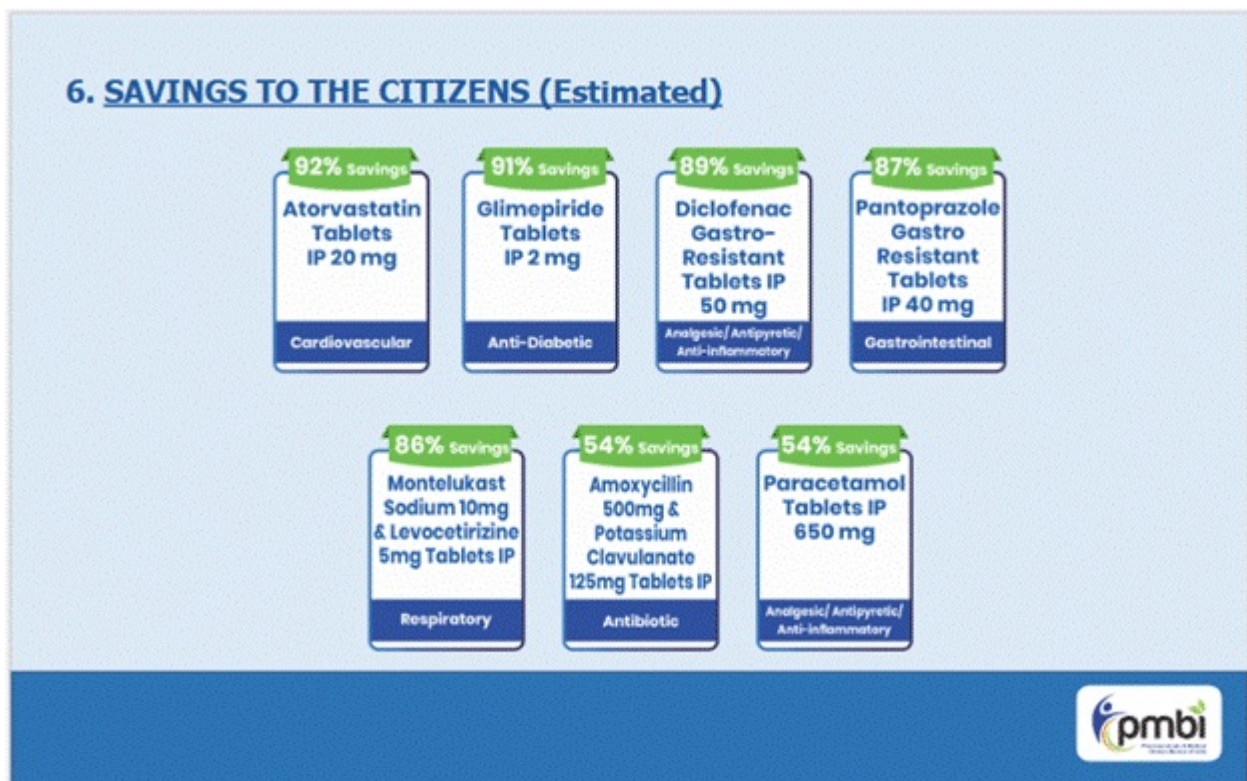 6. SAVINGS TO THE CITIZENS (Estimated)
92% Savings
Atorvastatin
Tablets
IP 20 mg
Cardiovascular
91% Savings
Glimepiride
Tablets
IP 2 mg
Anti-Diabetic
89% Savings
Diclofenac
Gastro-
Resistant
Tablets IP
50 mg
Analgesic/ Antipyretic/
Anti-inflammatory
87% Savings
Pantoprazole
Gastro
Resistant
Tablets
IP 40 mg
Gastrointestinal
86% Savings
Montelukast
Sodium 10mg
& Levocetirizine
5mg Tablets IP
Respiratory
54% Savings
Amoxycillin
500mg &
Potassium
Clavulanate
125mg Tablets IP
Antibiotic
54% Savings
Paracetamol
Tablets IP
650 mg
Analgesic/ Antipyretic/
Anti-inflammatory
pmbi